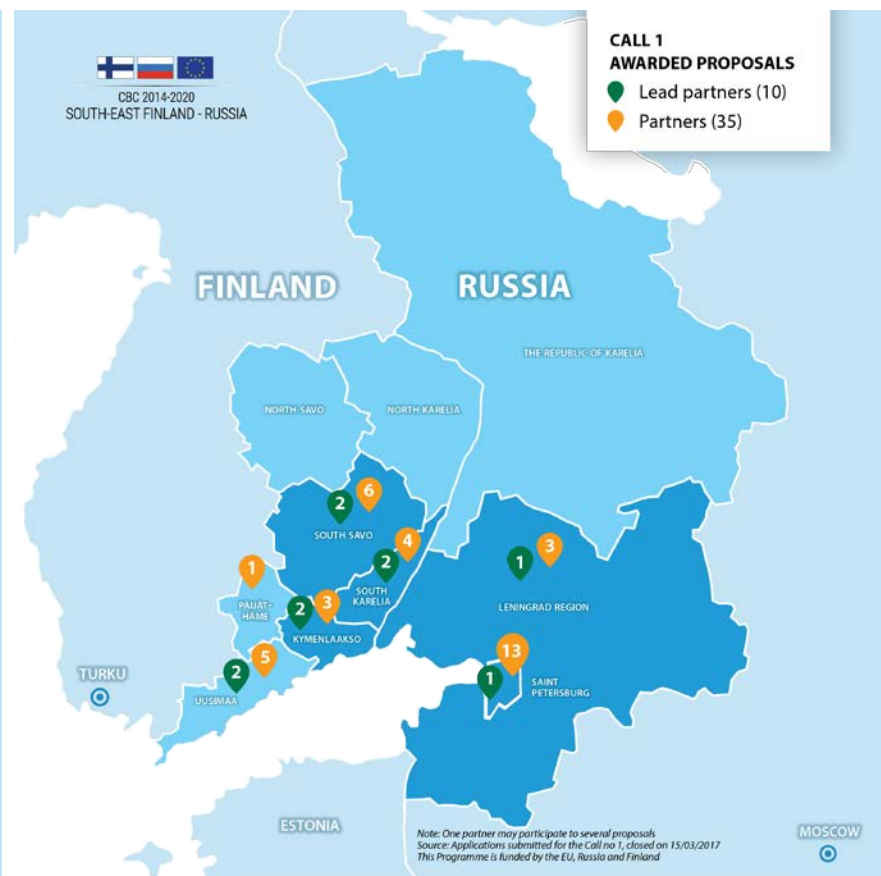 CBC 2014-2020
SOUTH-EAST FINLAND - RUSSIA
CALL 1
AWARDED PROPOSALS
Lead partners (10)
Partners (35)
FINLAND
RUSSIA
THE REPUBLIC OF KARELIA
NORTH SAVO
NORTH KARELIA
2
6
SOUTH SAVO
4
2
SOUTH
KARELIA
1
3
LENINGRAD REGION
1
PÄIJÄT-
HÄME
2
3
KYMENLAAKSO
13
1
SAINT
PETERSBURG
5
2
UUSIMAA
TURKU
ESTONIA
MOSCOW
Note: One partner may participate to several proposals
Source: Applications submitted for the Call no 1, closed on 15/03/2017
This Programme is funded by the EU, Russia and Finland